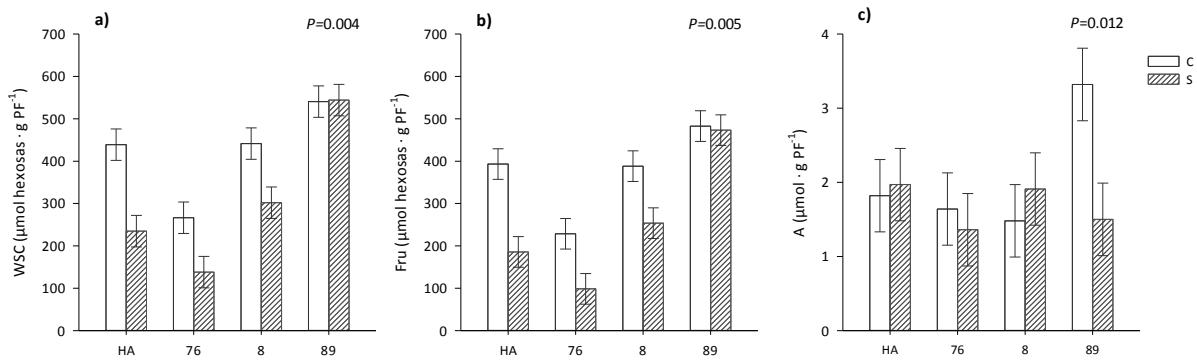 a)
P=0.004
WSC (µmol hexosas · g PF⁻¹)
700
600
500
400
300
200
100
0
HA 76 8 89
b)
P=0.005
Fru (µmol hexosas · g PF⁻¹)
700
600
500
400
300
200
100
0
HA 76 8 89
c)
P=0.012
A (µmol · g PF⁻¹)
4
3
2
1
0
HA 76 8 89
C
S